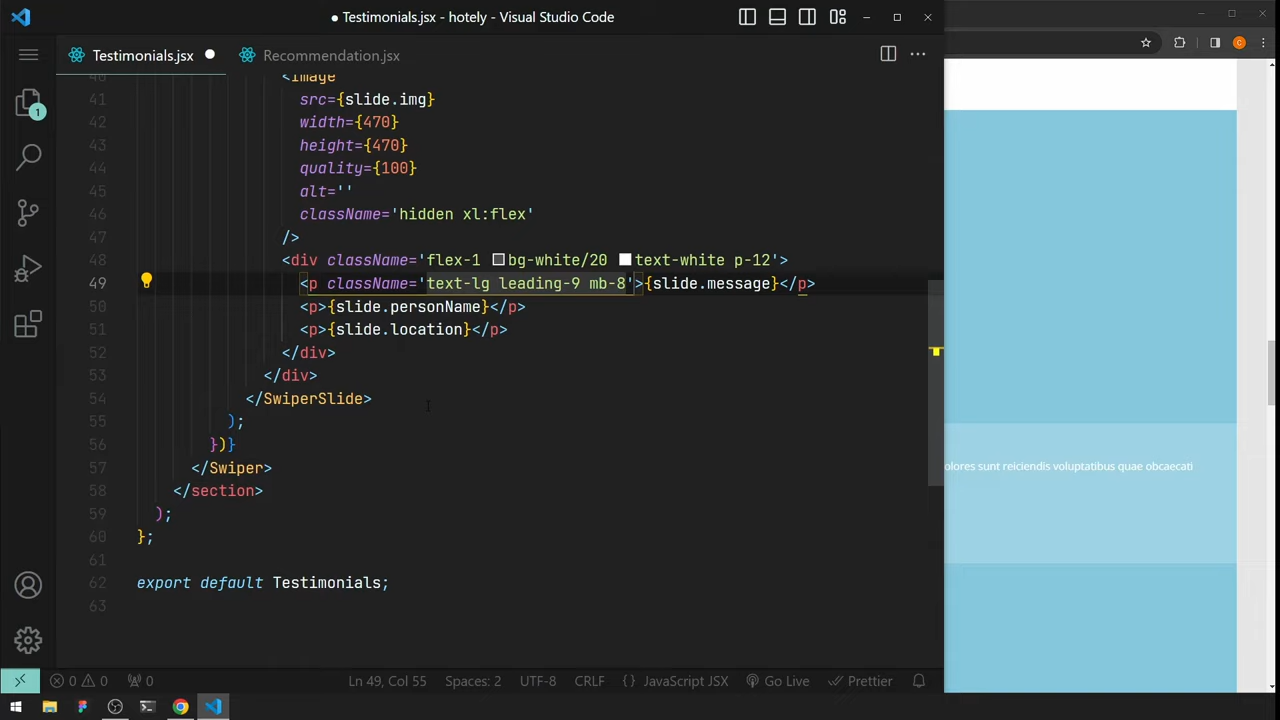 ● Testimonials.jsx - hotely - Visual Studio Code
Testimonials.jsx ●
Recommendation.jsx
40 <Image
41 src={slide.img}
42 width={470}
43 height={470}
44 quality={100}
45 alt=''
46 className='hidden xl:flex'
47 />
48 <div className='flex-1 bg-white/20 text-white p-12'>
49 <p className='text-lg leading-9 mb-8'>{slide.message}</p>
50 <p>{slide.personName}</p>
51 <p>{slide.location}</p>
52 </div>
53 </div>
54 </SwiperSlide>
55 );
56 })}
57 </Swiper>
58 </section>
59 );
60 };
61
62 export default Testimonials;
63
olores sunt reiciendis voluptatibus quae obcaecati
1
C
0 0 0
Ln 49, Col 55 Spaces: 2 UTF-8 CRLF {} JavaScript JSX Go Live Prettier